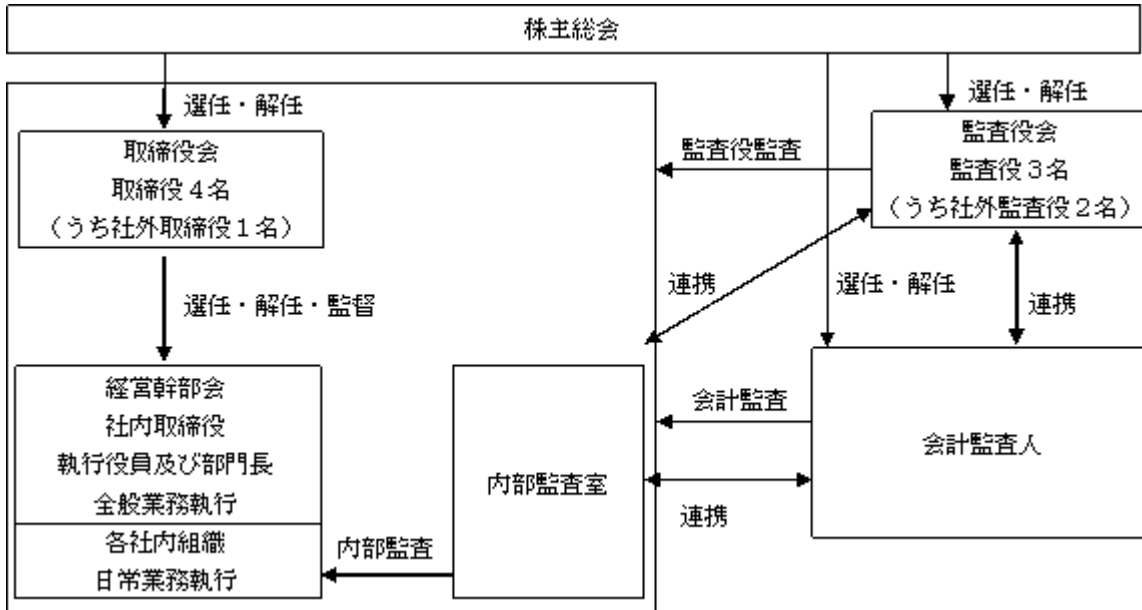 株主総会
選任・解任
選任・解任
取締役会
取締役４名
（うち社外取締役１名）
監査役監査
監査役会
監査役３名
（うち社外監査役２名）
選任・解任・監督
連携
選任・解任
連携
経営幹部会
社内取締役
執行役員及び部門長
全般業務執行
各社内組織
日常業務執行
内部監査
内部監査室
会計監査
連携
会計監査人